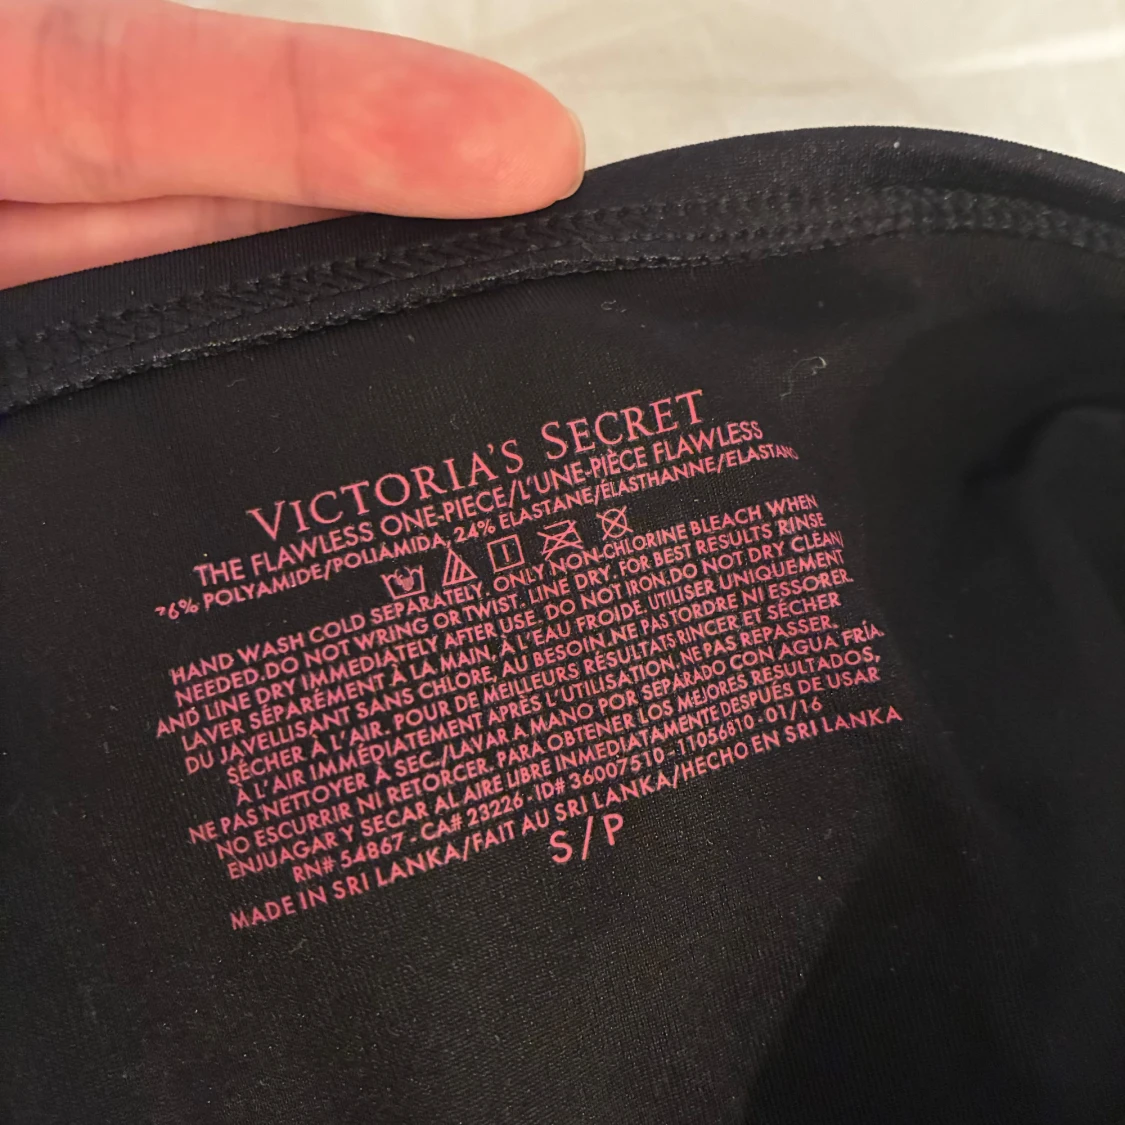 VICTORIA'S SECRET
THE FLAWLESS ONE-PIECE/L'UNE-PIÈCE FLAWLESS
76% POLYAMIDE/POLIAMIDA, 24% ELASTANE/ÉLASTHANNE/ELASTANO
HAND WASH COLD SEPARATELY. ONLY NON-CHLORINE BLEACH WHEN
NEEDED. DO NOT WRING OR TWIST. LINE DRY. FOR BEST RESULTS RINSE
AND LINE DRY IMMEDIATELY AFTER USE. DO NOT IRON. DO NOT DRY CLEAN/
LAVER SÉPARÉMENT À LA MAIN, À L'EAU FROIDE. UTILISER UNIQUEMENT
DU JAVELLISANT SANS CHLORE, AU BESOIN. NE PAS TORDRE NI ESSORER.
SÉCHER À L'AIR. POUR DE MEILLEURS RÉSULTATS RINCER ET SÉCHER
À L'AIR IMMÉDIATEMENT APRÈS L'UTILISATION. NE PAS REPASSER.
NE PAS NETTOYER À SEC./LAVAR A MANO POR SEPARADO CON AGUA FRÍA.
NO ESCURRIR NI RETORCER. PARA OBTENER LOS MEJORES RESULTADOS,
ENJUAGAR Y SECAR AL AIRE LIBRE INMEDIATAMENTE DESPUÉS DE USAR
RN# 54867 - CA# 23226 - ID# 36007510 - 11056810 - 01/16
MADE IN SRI LANKA/FAIT AU SRI LANKA/HECHO EN SRI LANKA
S/P